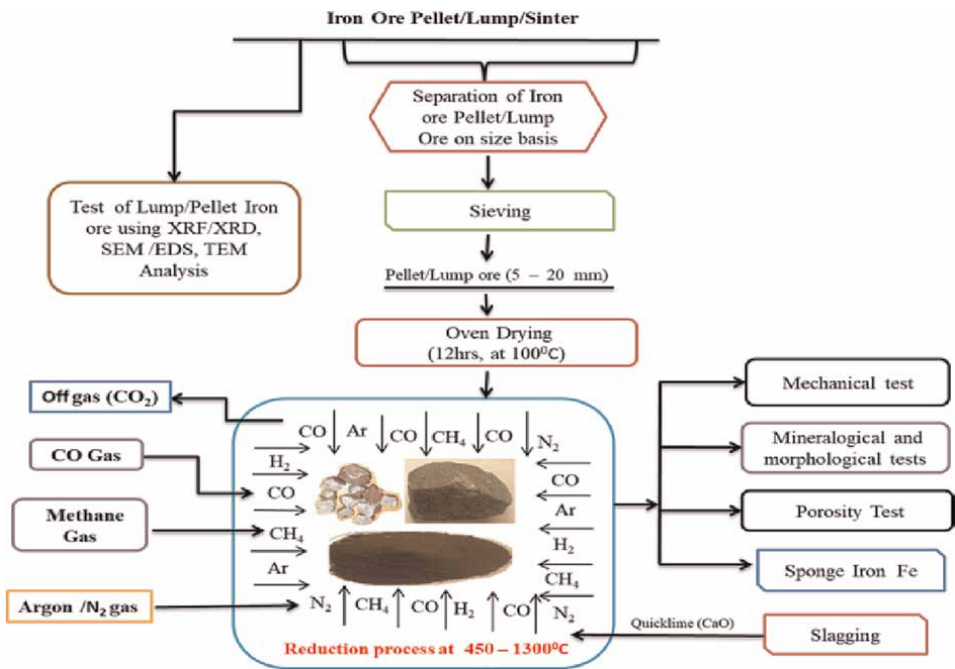 Iron Ore Pellet/Lump/Sinter
Separation of Iron
ore Pellet/Lump
Ore on size basis
Test of Lump/Pellet Iron
ore using XRF/XRD,
SEM /EDS, TEM
Analysis
Sieving
Pellet/Lump ore (5 – 20 mm)
Oven Drying
(12hrs, at 100⁰C)
Off gas (CO₂)
CO Gas
Methane
Gas
Argon /N₂ gas
CO Ar CO CH₄ CO N₂
H₂
CO
CH₄
Ar
CO
Ar
H₂
CH₄
N₂ CH₄ CO H₂ CO N₂
Reduction process at 450 – 1300⁰C
Mechanical test
Mineralogical and
morphological tests
Porosity Test
Sponge Iron Fe
Quicklime (CaO)
Slagging